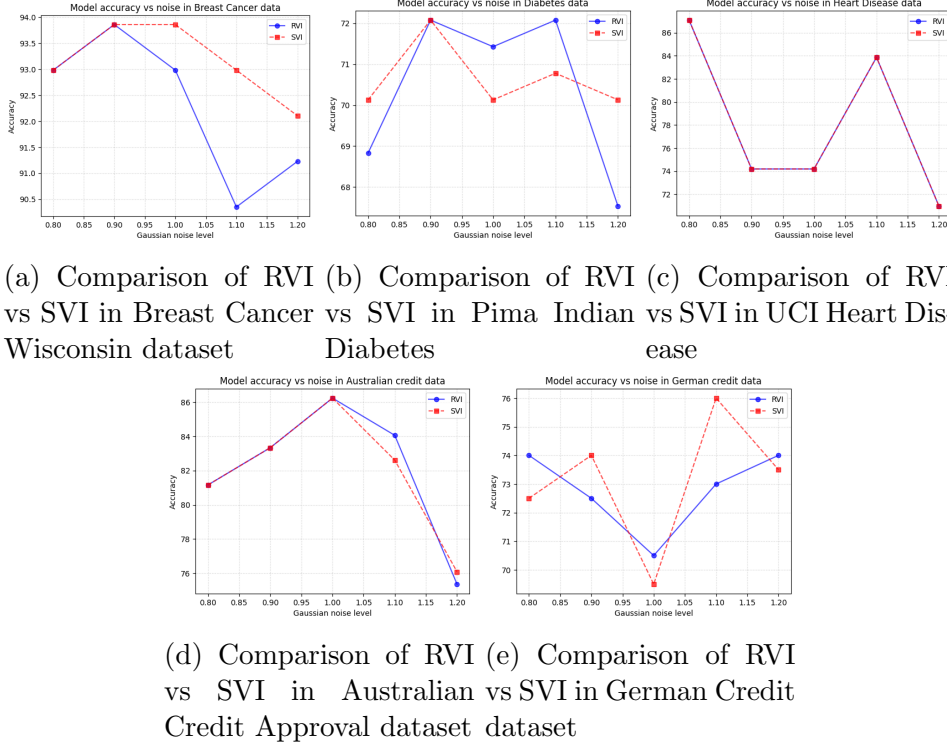 Model accuracy vs noise in Breast Cancer data
94.0
93.5
93.0
92.5
92.0
91.5
91.0
90.5
Accuracy
RVI
SVI
0.80 0.85 0.90 0.95 1.00 1.05 1.10 1.15 1.20
Gaussian noise level
Model accuracy vs noise in Diabetes data
72
71
70
69
68
Accuracy
RVI
SVI
0.80 0.85 0.90 0.95 1.00 1.05 1.10 1.15 1.20
Gaussian noise level
Model accuracy vs noise in Heart Disease data
86
84
82
80
78
76
74
72
Accuracy
RVI
SVI
0.80 0.85 0.90 0.95 1.00 1.05 1.10 1.15 1.20
Gaussian noise level
(a) Comparison of RVI
vs SVI in Breast Cancer
Wisconsin dataset
(b) Comparison of RVI
vs SVI in Pima Indian
Diabetes
(c) Comparison of RVI
vs SVI in UCI Heart Dis-
ease
Model accuracy vs noise in Australian credit data
86
84
82
80
78
76
Accuracy
RVI
SVI
0.80 0.85 0.90 0.95 1.00 1.05 1.10 1.15 1.20
Gaussian noise level
Model accuracy vs noise in German credit data
76
75
74
73
72
71
70
Accuracy
RVI
SVI
0.80 0.85 0.90 0.95 1.00 1.05 1.10 1.15 1.20
Gaussian noise level
(d) Comparison of RVI
vs SVI in Australian
Credit Approval dataset
(e) Comparison of RVI
vs SVI in German Credit
dataset